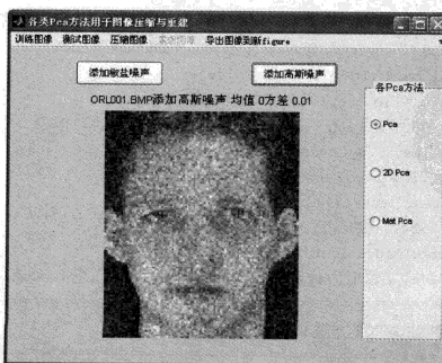 各类Pca方法用于图像压缩与重建
训练图像 测试图像 压缩图像 导出图像到新figure
添加椒盐噪声 添加高斯噪声
ORL001.BMP添加高斯噪声 均值 0方差 0.01
各Pca方法
Pca
2D Pca
Mat Pca